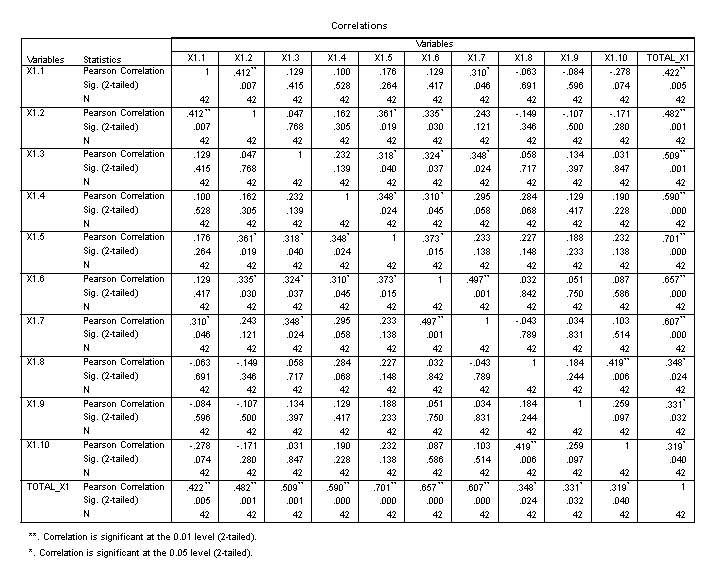 Correlations
Variables
Variables Statistics X1.1 X1.2 X1.3 X1.4 X1.5 X1.6 X1.7 X1.8 X1.9 X1.10 TOTAL_X1
X1.1 Pearson Correlation 1 .412** .129 .100 .176 .129 .310* -.063 -.084 -.278 .422**
Sig. (2-tailed) .007 .415 .528 .264 .417 .046 .691 .596 .074 .005
N 42 42 42 42 42 42 42 42 42 42 42
X1.2 Pearson Correlation .412** 1 .047 .162 .361* .335* .243 -.149 -.107 -.171 .482**
Sig. (2-tailed) .007 .768 .305 .019 .030 .121 .346 .500 .280 .001
N 42 42 42 42 42 42 42 42 42 42 42
X1.3 Pearson Correlation .129 .047 1 .232 .318* .324* .348* .058 .134 .031 .509**
Sig. (2-tailed) .415 .768 .139 .040 .037 .024 .717 .397 .847 .001
N 42 42 42 42 42 42 42 42 42 42 42
X1.4 Pearson Correlation .100 .162 .232 1 .348* .310* .295 .284 .129 .190 .590**
Sig. (2-tailed) .528 .305 .139 .024 .045 .058 .068 .417 .228 .000
N 42 42 42 42 42 42 42 42 42 42 42
X1.5 Pearson Correlation .176 .361* .318* .348* 1 .373* .233 .227 .188 .232 .701**
Sig. (2-tailed) .264 .019 .040 .024 .015 .138 .148 .233 .138 .000
N 42 42 42 42 42 42 42 42 42 42 42
X1.6 Pearson Correlation .129 .335* .324* .310* .373* 1 .497** .032 .051 .087 .657**
Sig. (2-tailed) .417 .030 .037 .045 .015 .001 .842 .750 .586 .000
N 42 42 42 42 42 42 42 42 42 42 42
X1.7 Pearson Correlation .310* .243 .348* .295 .233 .497** 1 -.043 .034 .103 .607**
Sig. (2-tailed) .046 .121 .024 .058 .138 .001 .789 .831 .514 .000
N 42 42 42 42 42 42 42 42 42 42 42
X1.8 Pearson Correlation -.063 -.149 .058 .284 .227 .032 -.043 1 .184 .419** .348*
Sig. (2-tailed) .691 .346 .717 .068 .148 .842 .789 .244 .006 .024
N 42 42 42 42 42 42 42 42 42 42 42
X1.9 Pearson Correlation -.084 -.107 .134 .129 .188 .051 .034 .184 1 .259 .331*
Sig. (2-tailed) .596 .500 .397 .417 .233 .750 .831 .244 .097 .032
N 42 42 42 42 42 42 42 42 42 42 42
X1.10 Pearson Correlation -.278 -.171 .031 .190 .232 .087 .103 .419** .259 1 .319*
Sig. (2-tailed) .074 .280 .847 .228 .138 .586 .514 .006 .097 .040
N 42 42 42 42 42 42 42 42 42 42 42
TOTAL_X1 Pearson Correlation .422** .482** .509** .590** .701** .657** .607** .348* .331* .319* 1
Sig. (2-tailed) .005 .001 .001 .000 .000 .000 .000 .024 .032 .040
N 42 42 42 42 42 42 42 42 42 42 42
**. Correlation is significant at the 0.01 level (2-tailed).
*. Correlation is significant at the 0.05 level (2-tailed).